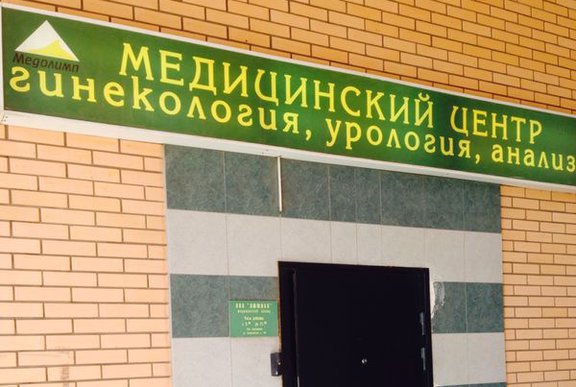 Медолимп
МЕДИЦИНСКИЙ ЦЕНТР
гинекология, урология, анализ